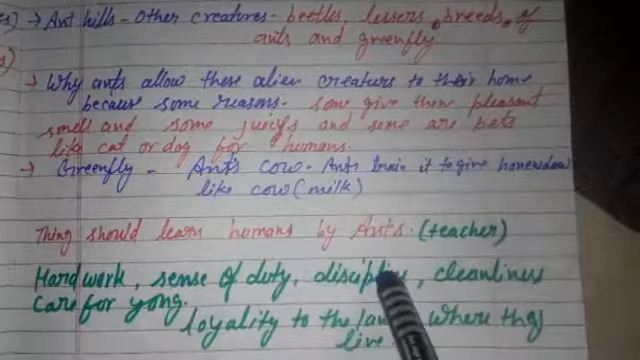 → Ant hills - Other creatures - beetles, lessers breeds of
ants and greenfly
→ Why ants allow these alien creatures to their home
because some reasons. some give them pleasant
smell and some juicys and some are pets
like cat or dog for humans.
→ Greenfly - Ant's cow - Ants train it to give honeydew
like cow (milk)
Thing should learn humans by Ants. (teacher)
Hard work, sense of duty, discipline, cleanliness
Care for yong.
loyality to the where they
live.